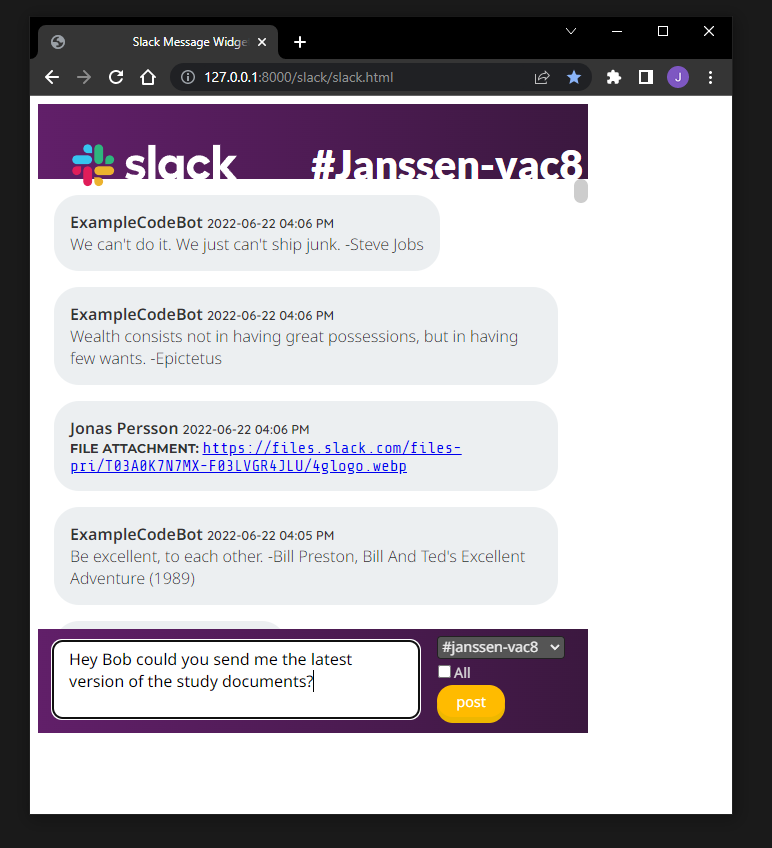 Slack Message Widge
127.0.0.1:8000/slack/slack.html
J
slack
#Janssen-vac8
ExampleCodeBot 2022-06-22 04:06 PM
We can't do it. We just can't ship junk. -Steve Jobs
ExampleCodeBot 2022-06-22 04:06 PM
Wealth consists not in having great possessions, but in having
few wants. -Epictetus
Jonas Persson 2022-06-22 04:06 PM
FILE ATTACHMENT: https://files.slack.com/files-
pri/T03A0K7N7MX-F03LVGR4JLU/4glogo.webp
ExampleCodeBot 2022-06-22 04:05 PM
Be excellent, to each other. -Bill Preston, Bill And Ted's Excellent
Adventure (1989)
Hey Bob could you send me the latest
version of the study documents?
#janssen-vac8
All
post